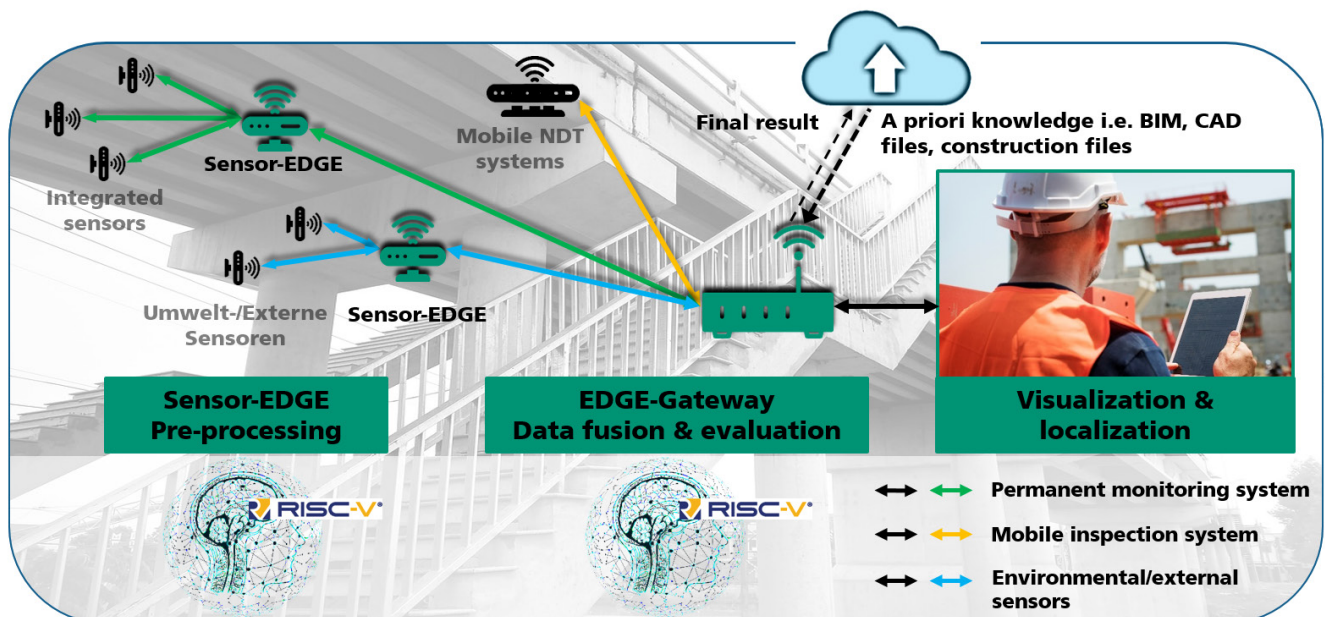 Final result
A priori knowledge i.e. BIM, CAD
files, construction files
Mobile NDT
systems
Sensor-EDGE
Integrated
sensors
Umwelt-/Externe
Sensoren
Sensor-EDGE
Sensor-EDGE
Pre-processing
EDGE-Gateway
Data fusion & evaluation
Visualization &
localization
RISC-V®
RISC-V®
Permanent monitoring system
Mobile inspection system
Environmental/external
sensors